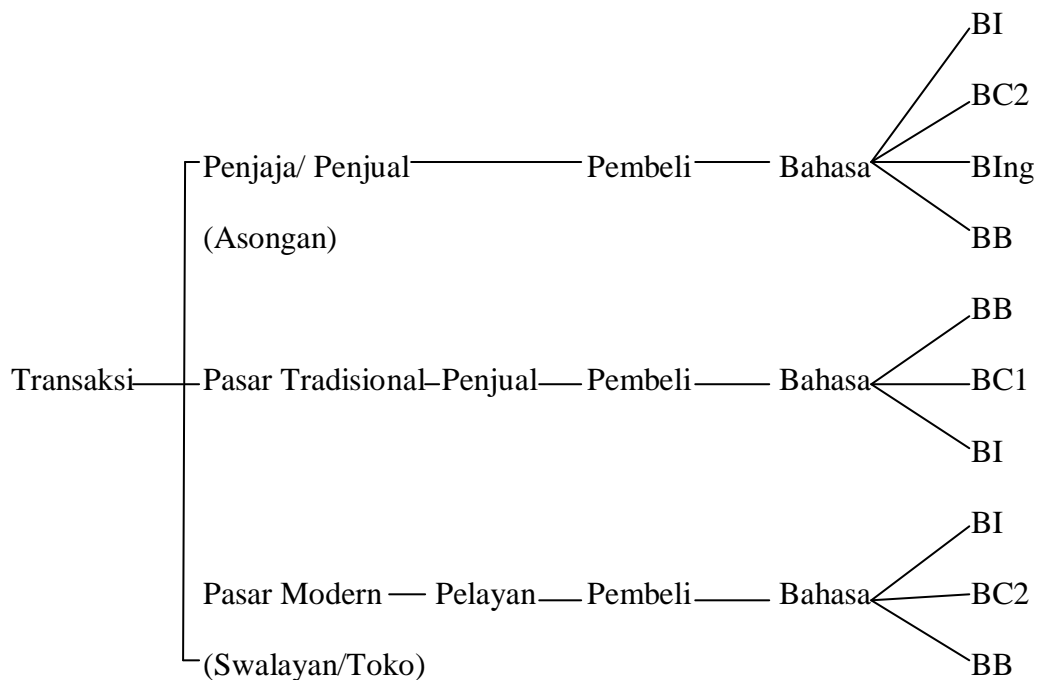 BI
BC2
Penjaja/ Penjual Pembeli Bahasa BIng
(Asongan) BB
BB
Transaksi Pasar Tradisional Penjual Pembeli Bahasa BC1
BI
BI
Pasar Modern Pelayan Pembeli Bahasa BC2
(Swalayan/Toko) BB